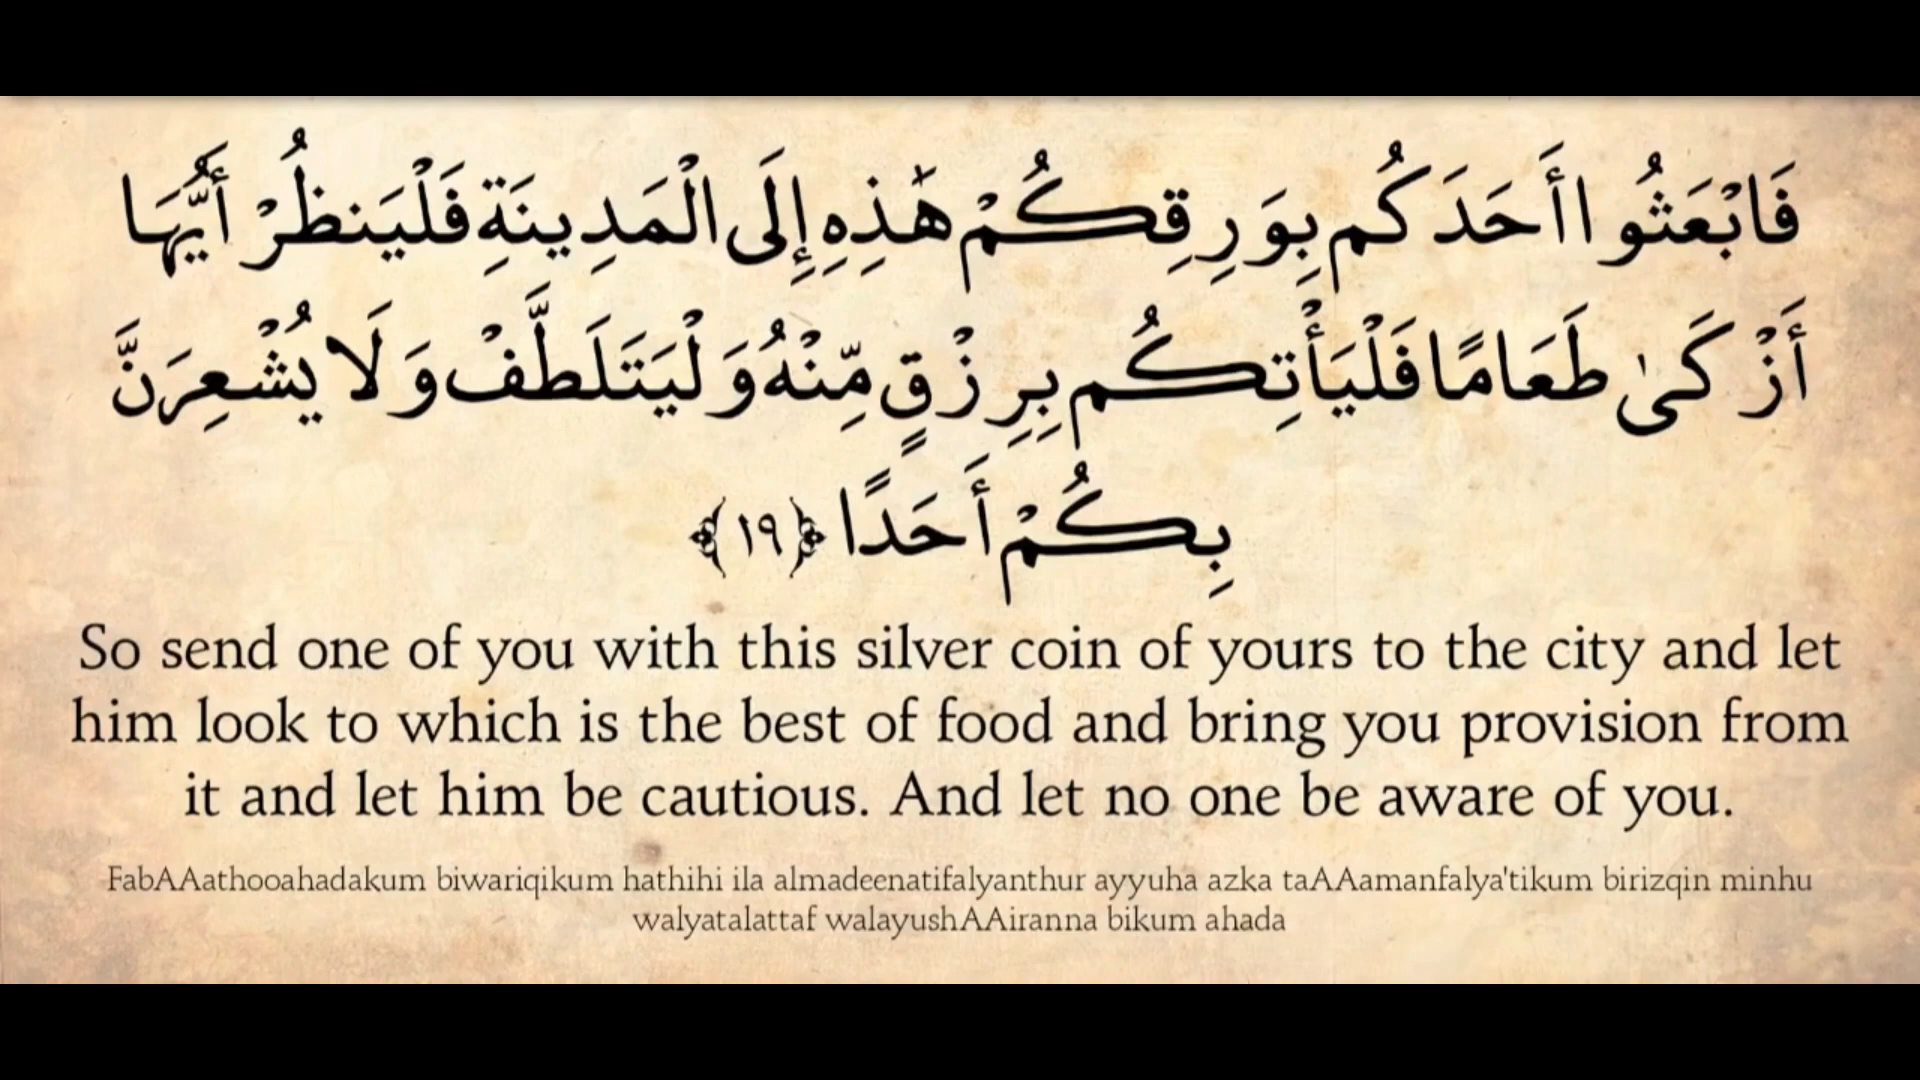 فَابْعَثُوا أَحَدَكُم بِوَرِقِكُمْ هَٰذِهِ إِلَى الْمَدِينَةِ فَلْيَنظُرْ أَيُّهَا
أَزْكَىٰ طَعَامًا فَلْيَأْتِكُم بِرِزْقٍ مِّنْهُ وَلْيَتَلَطَّفْ وَلَا يُشْعِرَنَّ
بِكُمْ أَحَدًا ﴿١٩﴾
So send one of you with this silver coin of yours to the city and let
him look to which is the best of food and bring you provision from
it and let him be cautious. And let no one be aware of you.
FabAAathooahadakum biwariqikum hathihi ila almadeenatifalyanthur ayyuha azka taAAamanfalya'tikum birizqin minhu
walyatalattaf walayushAAiranna bikum ahada